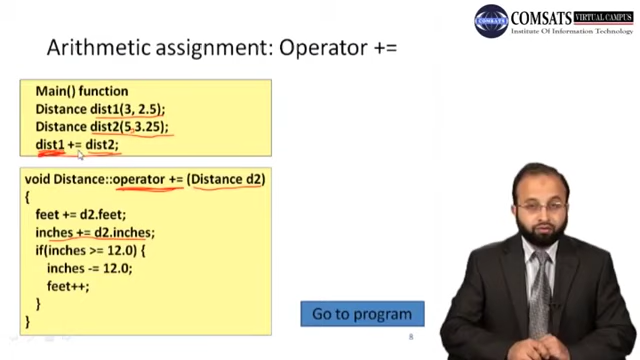 COMSATS
VIRTUAL CAMPUS
COMSATS
Institute Of Information Technology
Arithmetic assignment: Operator +=
Main() function
Distance dist1(3, 2.5);
Distance dist2(5,3.25);
dist1 += dist2;
void Distance::operator += (Distance d2)
{
feet += d2.feet;
inches += d2.inches;
if(inches >= 12.0) {
inches -= 12.0;
feet++;
}
}
Go to program
8